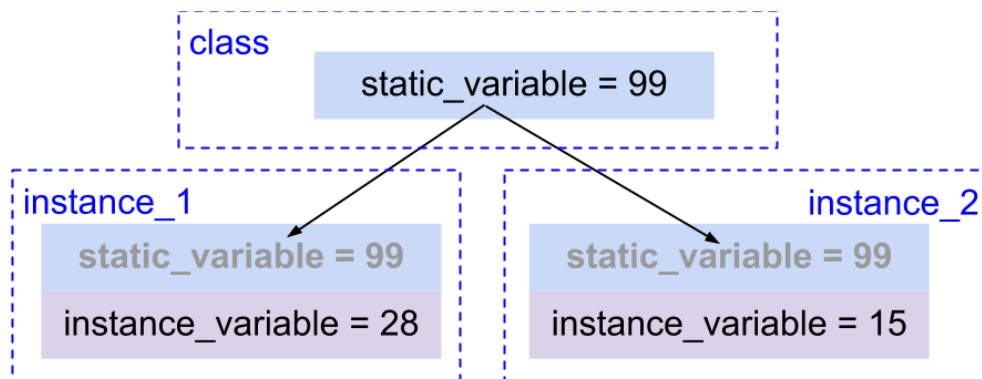 class
static_variable = 99
instance_1
static_variable = 99
instance_variable = 28
instance_2
static_variable = 99
instance_variable = 15